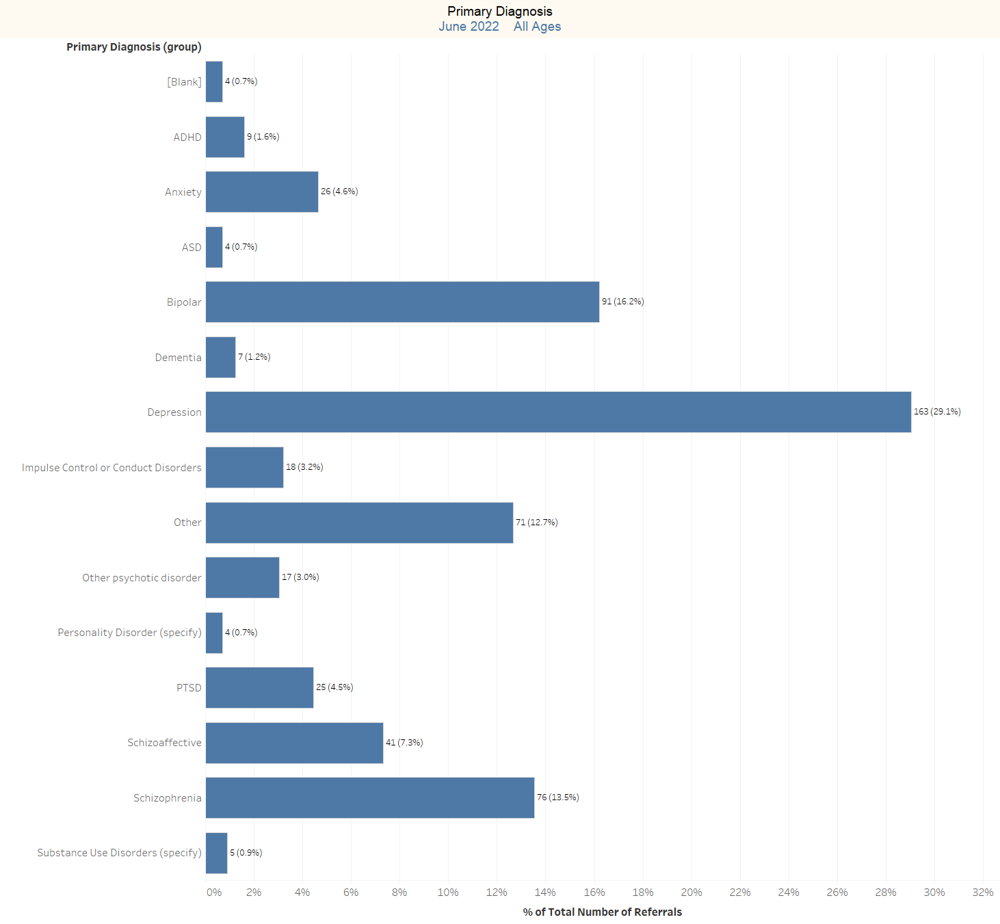 Primary Diagnosis
June 2022 All Ages
Primary Diagnosis (group)
[Blank] 4 (0.7%)
ADHD 9 (1.6%)
Anxiety 26 (4.6%)
ASD 4 (0.7%)
Bipolar 91 (16.2%)
Dementia 7 (1.2%)
Depression 163 (29.1%)
Impulse Control or Conduct Disorders 18 (3.2%)
Other 71 (12.7%)
Other psychotic disorder 17 (3.0%)
Personality Disorder (specify) 4 (0.7%)
PTSD 25 (4.5%)
Schizoaffective 41 (7.3%)
Schizophrenia 76 (13.5%)
Substance Use Disorders (specify) 5 (0.9%)
0% 2% 4% 6% 8% 10% 12% 14% 16% 18% 20% 22% 24% 26% 28% 30% 32%
% of Total Number of Referrals